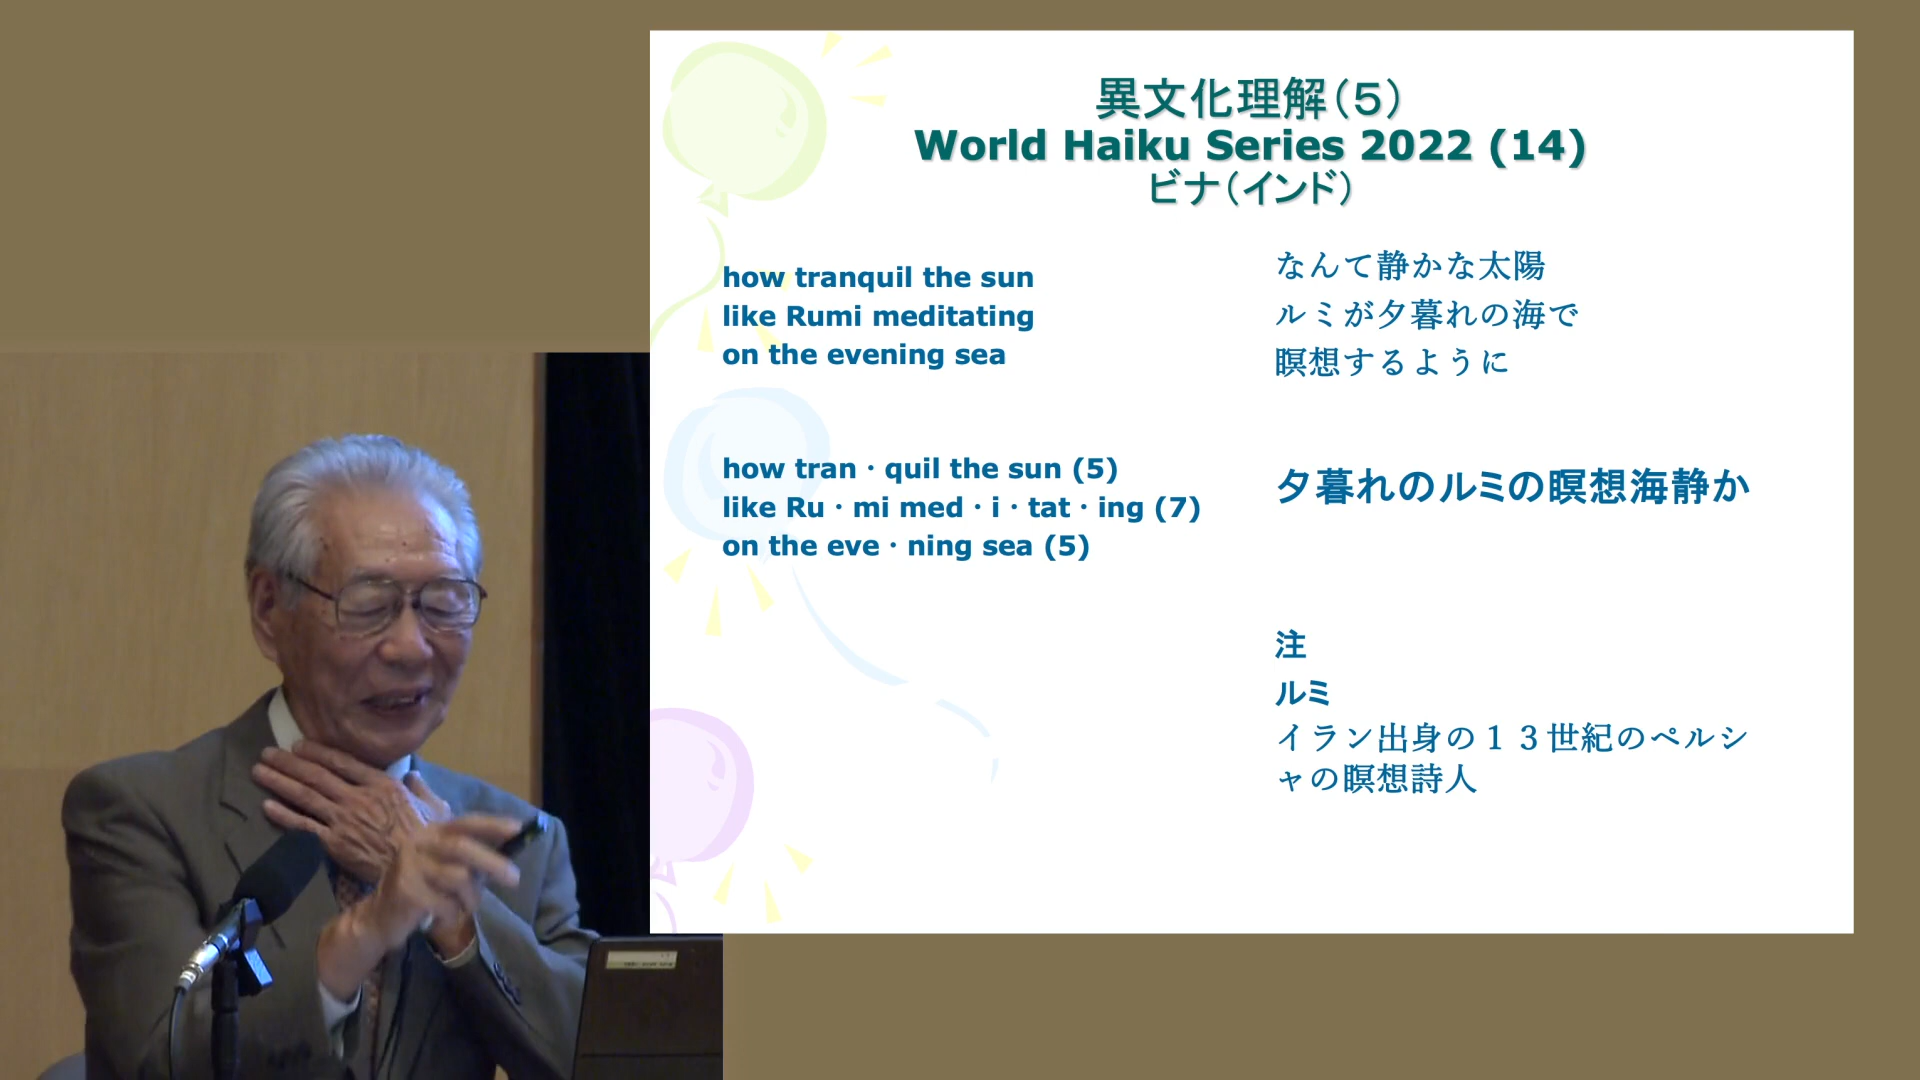 異文化理解（５）
World Haiku Series 2022 (14)
ビナ（インド）
how tranquil the sun
like Rumi meditating
on the evening sea
なんて静かな太陽
ルミが夕暮れの海で
瞑想するように
how tran・quil the sun (5)
like Ru・mi med・i・tat・ing (7)
on the eve・ning sea (5)
夕暮れのルミの瞑想海静か
注
ルミ
イラン出身の１３世紀のペルシ
ャの瞑想詩人